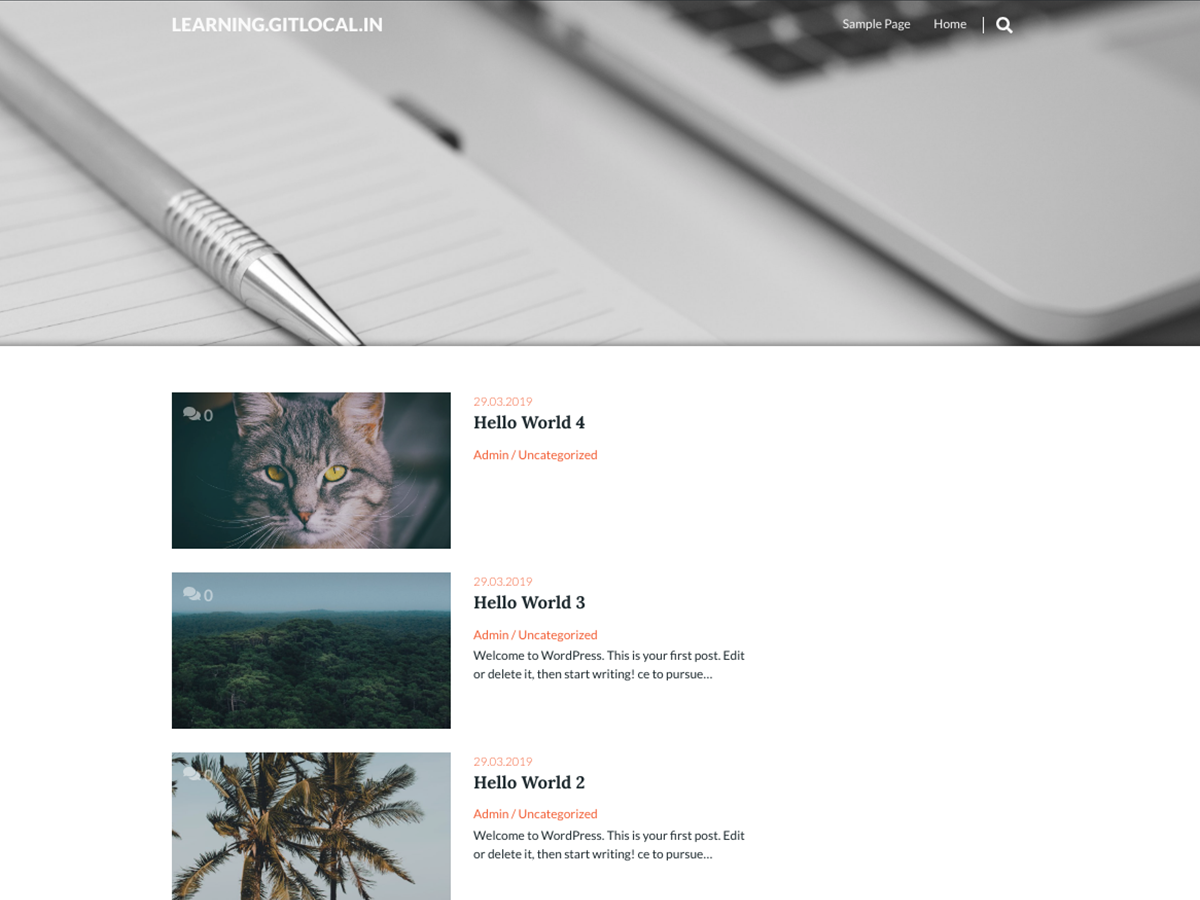 LEARNING.GITLOCAL.IN
Sample Page Home
0
29.03.2019
Hello World 4
Admin / Uncategorized
0
29.03.2019
Hello World 3
Admin / Uncategorized
Welcome to WordPress. This is your first post. Edit
or delete it, then start writing! ce to pursue...
0
29.03.2019
Hello World 2
Admin / Uncategorized
Welcome to WordPress. This is your first post. Edit
or delete it, then start writing! ce to pursue...